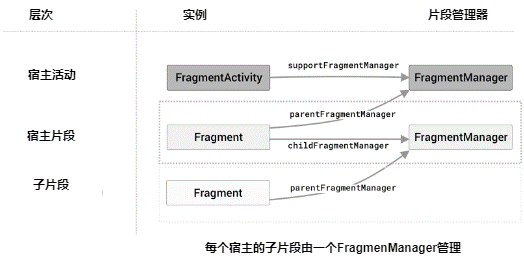 层次 实例 片段管理器
supportFragmentManager
宿主活动 FragmentActivity FragmentManager
parentFragmentManager
宿主片段 Fragment FragmentManager
childFragmentManager
子片段 Fragment parentFragmentManager
每个宿主的子片段由一个FragmenManager管理